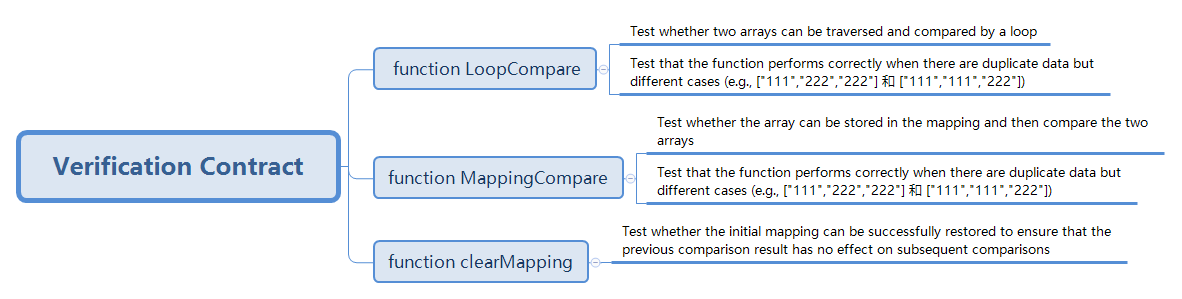 Verification Contract
function LoopCompare
Test whether two arrays can be traversed and compared by a loop
Test that the function performs correctly when there are duplicate data but
different cases (e.g., ["111","222","222"] 和 ["111","111","222"])
function MappingCompare
Test whether the array can be stored in the mapping and then compare the two
arrays
Test that the function performs correctly when there are duplicate data but
different cases (e.g., ["111","222","222"] 和 ["111","111","222"])
function clearMapping
Test whether the initial mapping can be successfully restored to ensure that the
previous comparison result has no effect on subsequent comparisons